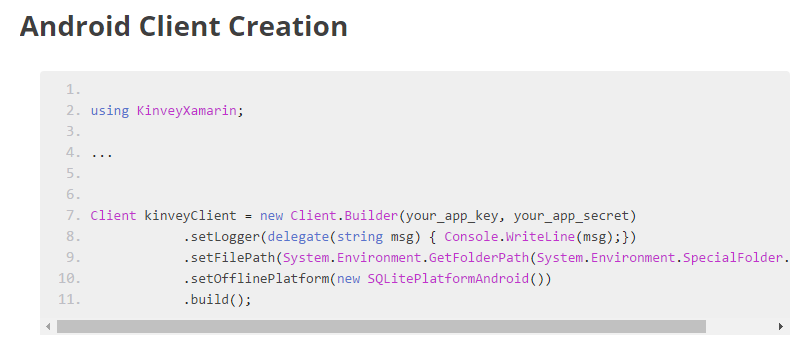 Android Client Creation
1.
2. using KinveyXamarin;
3.
4. ...
5.
6.
7. Client kinveyClient = new Client.Builder(your_app_key, your_app_secret)
8. .setLogger(delegate(string msg) { Console.WriteLine(msg);})
9. .setFilePath(System.Environment.GetFolderPath(System.Environment.SpecialFolder.
10. .setOfflinePlatform(new SQLitePlatformAndroid())
11. .build();